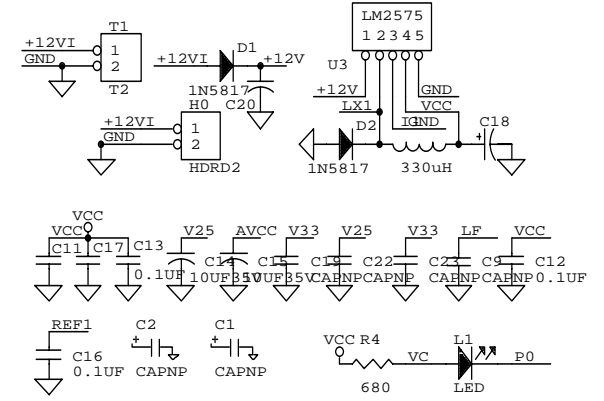 T1
LM2575
+12VI 1
1 2 3 4 5
GND 2
+12VI D1 +12V
U3
T2
1N5817
+12V GND
H0 C20
LX1 VCC
+12VI 1
D2 GND C18
GND 2
HDRD2
1N5817 330uH
VCC
VCC V25 AVCC V33 V25 V33 LF VCC
C11 C17 C13 C14 C15 C19 C22 C23 C9 C12
0.1UF 10UF35V 10UF35V CAPNP CAPNP CAPNP CAPNP 0.1UF
REF1 C2 C1
VCC R4 L1
+ +
C16 VC P0
0.1UF CAPNP CAPNP
680 LED